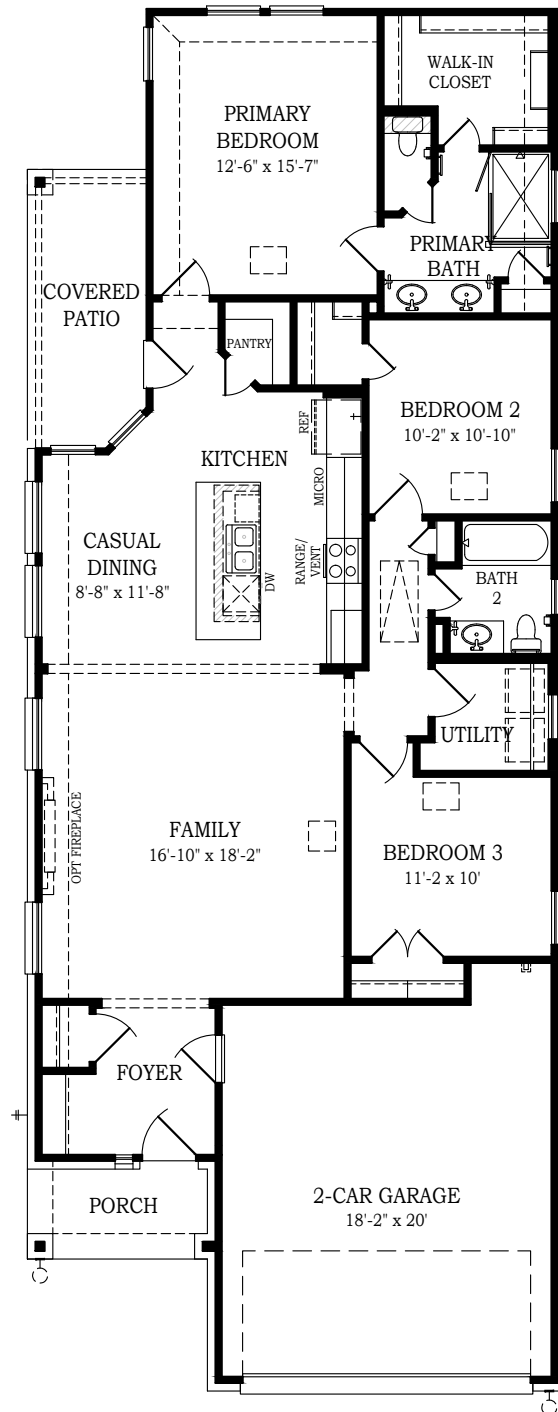 WALK-IN
CLOSET
PRIMARY
BEDROOM
12'-6" x 15'-7"
PRIMARY
BATH
COVERED
PATIO
PANTRY
BEDROOM 2
10'-2" x 10'-10"
REF
KITCHEN
MICRO
CASUAL
DINING
8'-8" x 11'-8"
RANGE/
VENT
DW
BATH
2
UTILITY
OPT FIREPLACE
FAMILY
16'-10" x 18'-2"
BEDROOM 3
11'-2 x 10'
FOYER
PORCH
2-CAR GARAGE
18'-2" x 20'